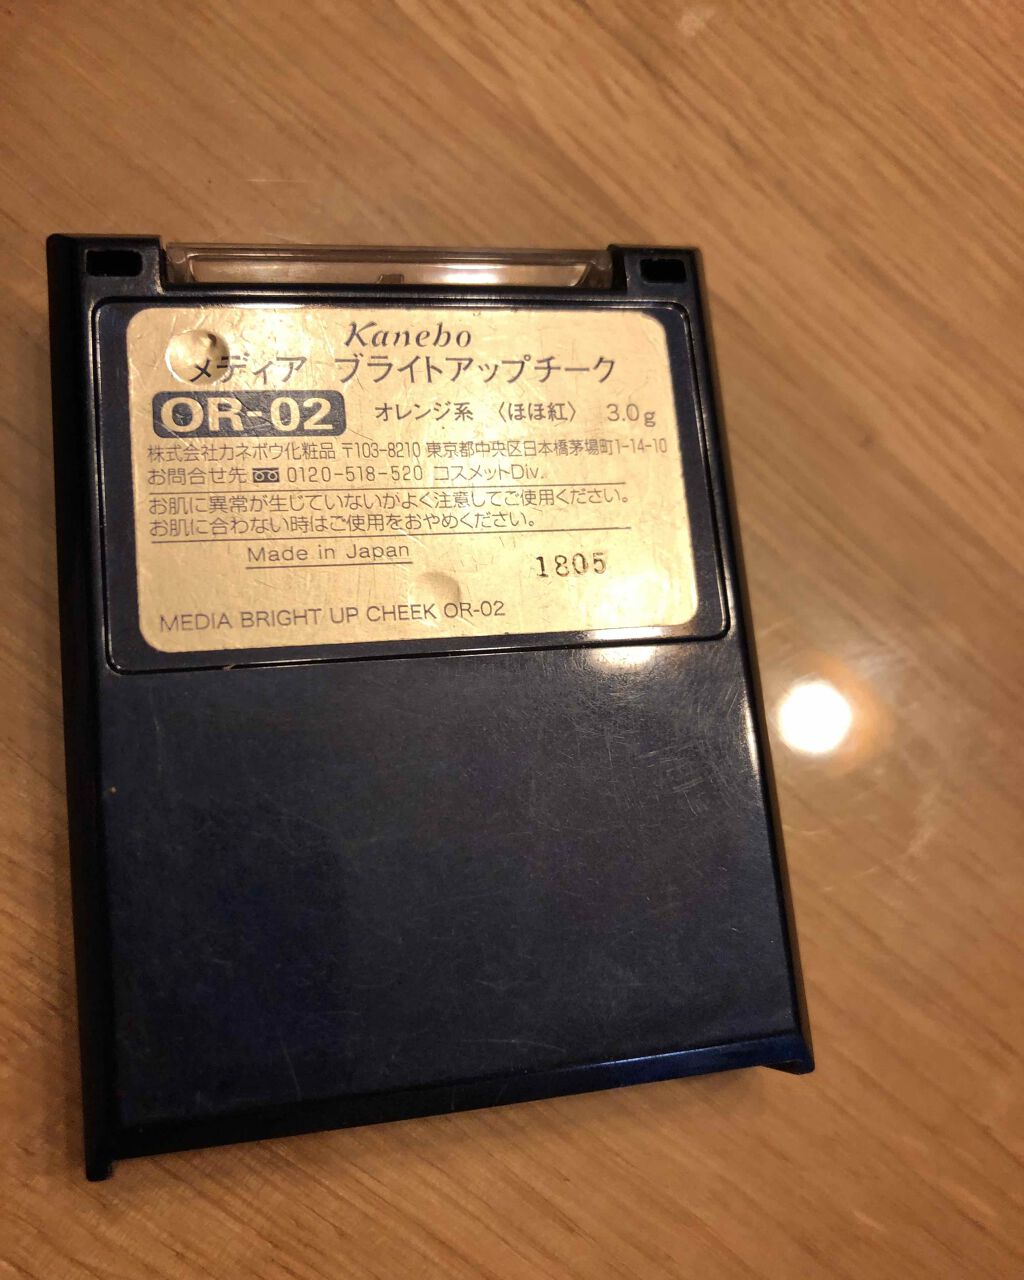 Kanebo
メディア ブライトアップチーク
OR-02 オレンジ系 〈ほほ紅〉 3.0g
株式会社カネボウ化粧品 〒103-8210 東京都中央区日本橋茅場町1-14-10
お問合せ先 0120-518-520 コスメットDiv.
お肌に異常が生じていないかよく注意してご使用ください。
お肌に合わない時はご使用をおやめください。
Made in Japan
1805
MEDIA BRIGHT UP CHEEK OR-02